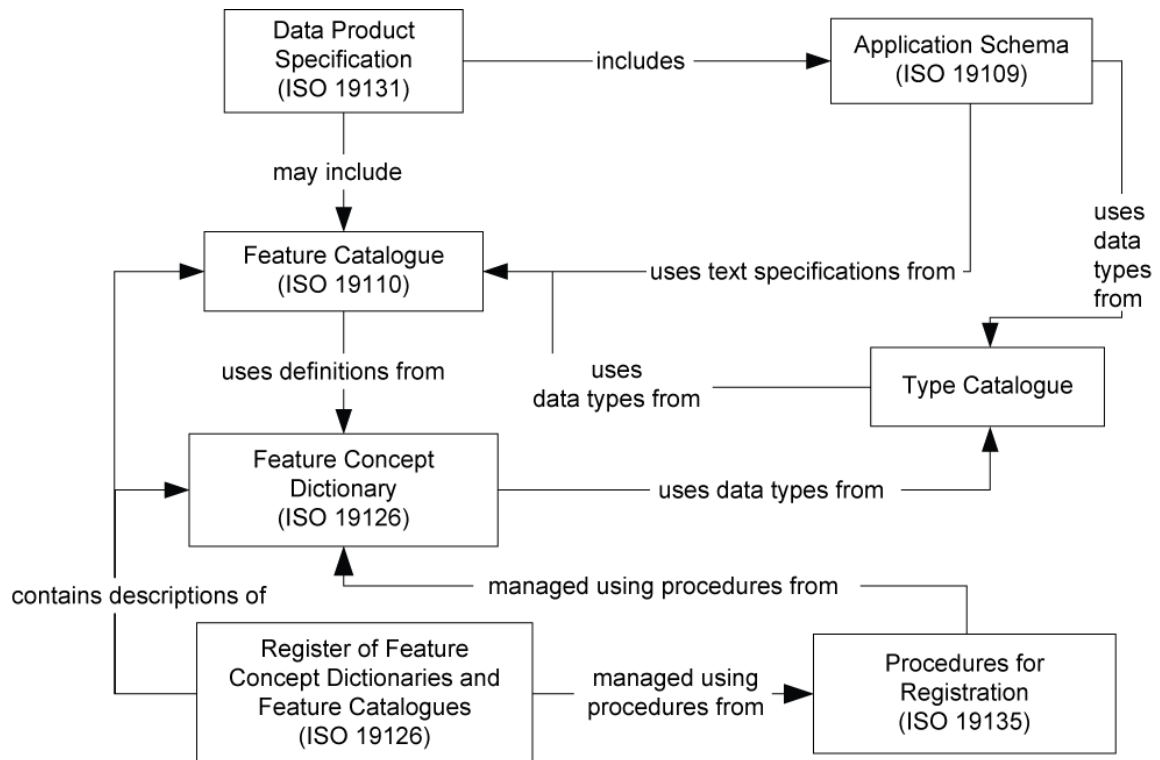 Data Product
Specification
(ISO 19131)
includes
Application Schema
(ISO 19109)
may include
uses
data
types
from
Feature Catalogue
(ISO 19110)
uses text specifications from
uses definitions from
uses
data types from
Type Catalogue
Feature Concept
Dictionary
(ISO 19126)
uses data types from
contains descriptions of
managed using procedures from
Register of Feature
Concept Dictionaries and
Feature Catalogues
(ISO 19126)
managed using
procedures from
Procedures for
Registration
(ISO 19135)